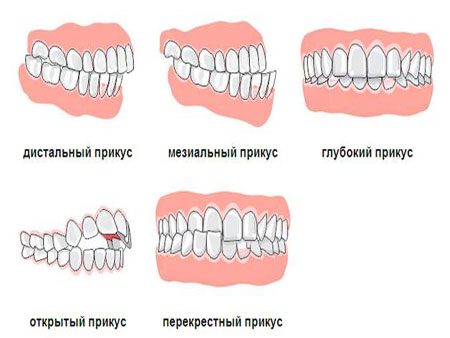 дистальный прикус
мезиальный прикус
глубокий прикус
открытый прикус
перекрестный прикус